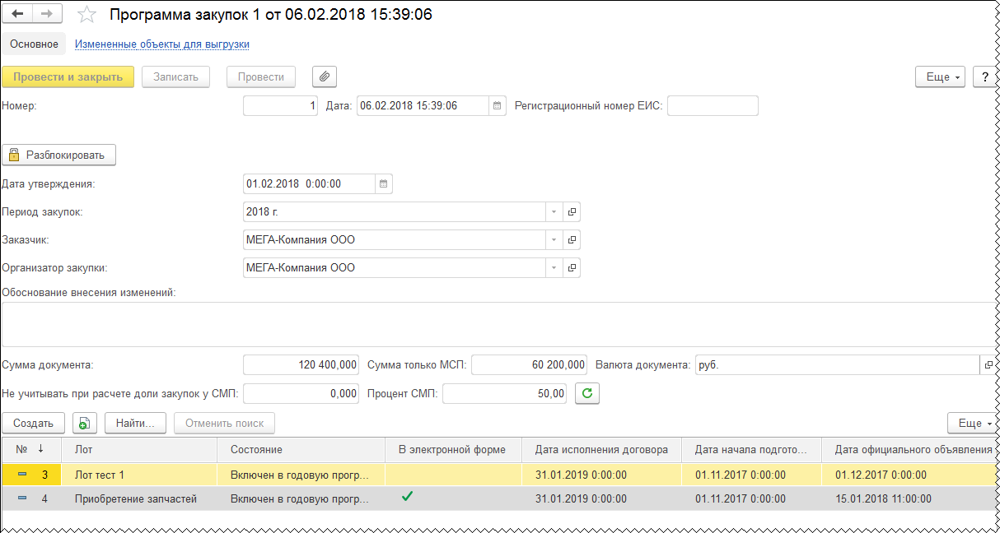 Программа закупок 1 от 06.02.2018 15:39:06
Основное Измененные объекты для выгрузки
Провести и закрыть Записать Провести Еще ?
Номер: 1 Дата: 06.02.2018 15:39:06 Регистрационный номер ЕИС:
Разблокировать
Дата утверждения: 01.02.2018 0:00:00
Период закупок: 2018 г.
Заказчик: МЕГА-Компания ООО
Организатор закупки: МЕГА-Компания ООО
Обоснование внесения изменений:
Сумма документа: 120 400,000 Сумма только МСП: 60 200,000 Валюта документа: руб.
Не учитывать при расчете доли закупок у СМП: 0,000 Процент СМП: 50,00
Создать Найти... Отменить поиск Еще
№ ↓ Лот Состояние В электронной форме Дата исполнения договора Дата начала подгото... Дата официального объявления
3 Лот тест 1 Включен в годовую прогр... 31.01.2019 0:00:00 01.11.2017 0:00:00 01.12.2017 0:00:00
4 Приобретение запчастей Включен в годовую прогр... 31.01.2019 0:00:00 01.11.2017 0:00:00 15.01.2018 11:00:00